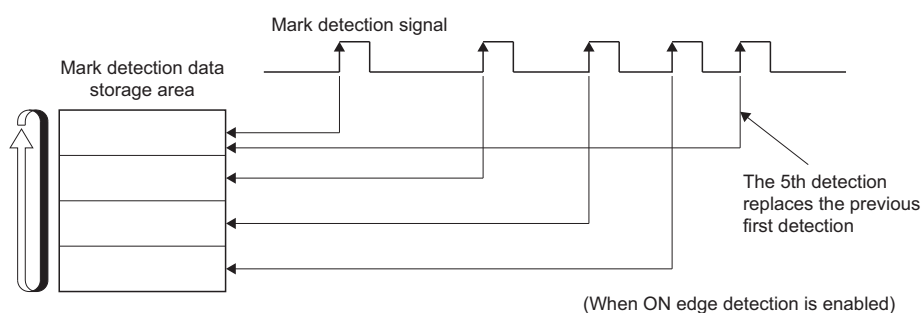 Mark detection signal
Mark detection data
storage area
The 5th detection
replaces the previous
first detection
(When ON edge detection is enabled)